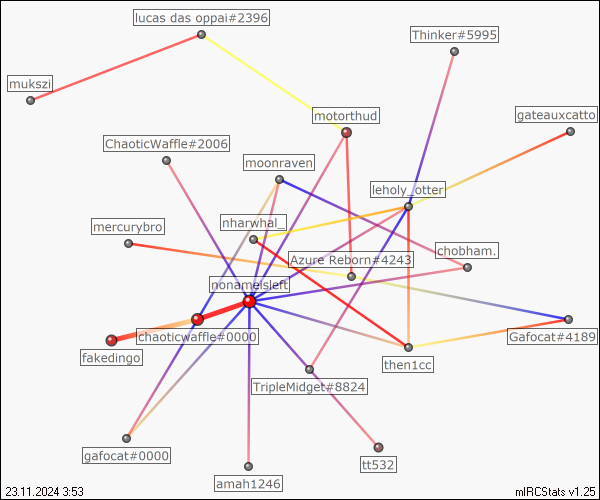 lucas das oppai#2396
Thinker#5995
mukszi
motorthud
gateauxcatto
ChaoticWaffle#2006
moonraven
leholy_otter
mercurybro
nharwhal_
chobham.
Azure Reborn#4243
nonameisleft
chaoticwaffle#0000
Gafocat#4189
fakedingo
then1cc
TripleMidget#8824
gafocat#0000
tt532
amah1246
23.11.2024 3:53
mIRCStats v1.25